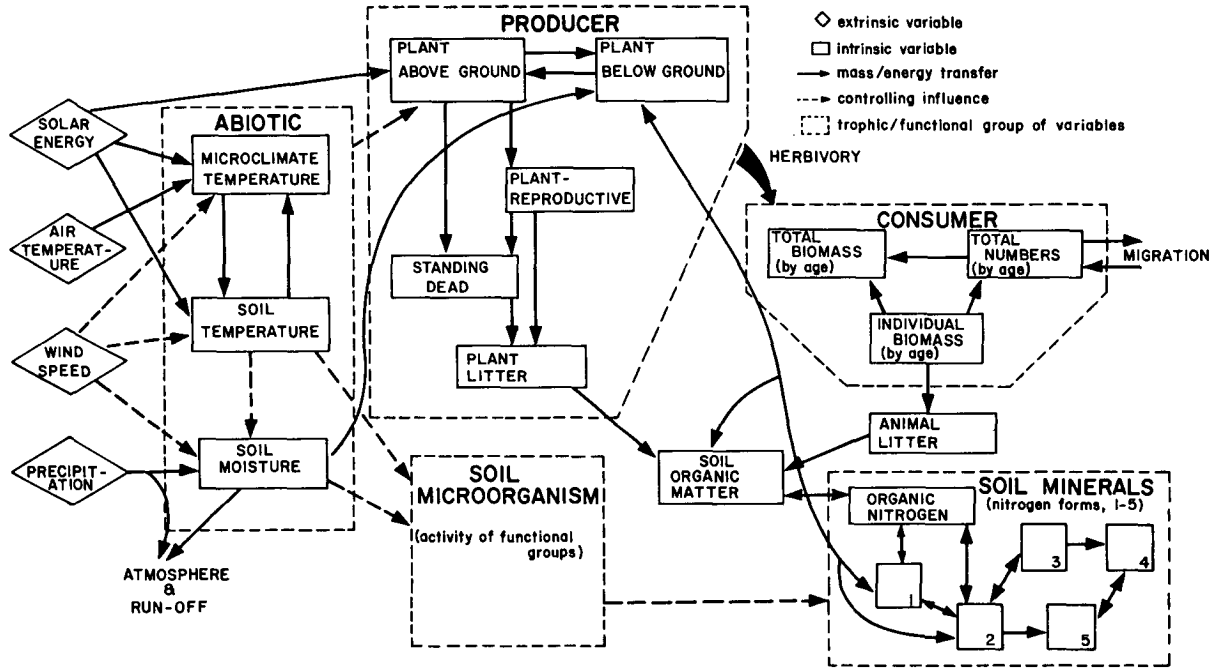 PRODUCER
PLANT
ABOVE GROUND
PLANT
BELOW GROUND
extrinsic variable
intrinsic variable
mass/energy transfer
controlling influence
trophic/functional group of variables
SOLAR
ENERGY
ABIOTIC
MICROCLIMATE
TEMPERATURE
AIR
TEMPERAT-
URE
SOIL
TEMPERATURE
WIND
SPEED
SOIL
MOISTURE
PRECIPIT-
ATION
ATMOSPHERE
&
RUN-OFF
PLANT-
REPRODUCTIVE
STANDING
DEAD
PLANT
LITTER
HERBIVORY
CONSUMER
TOTAL
BIOMASS
(by age)
TOTAL
NUMBERS
(by age)
MIGRATION
INDIVIDUAL
BIOMASS
(by age)
ANIMAL
LITTER
SOIL
ORGANIC
MATTER
SOIL
MICROORGANISM
(activity of functional
groups)
SOIL MINERALS
(nitrogen forms, 1-5)
ORGANIC
NITROGEN
1
2
3
4
5